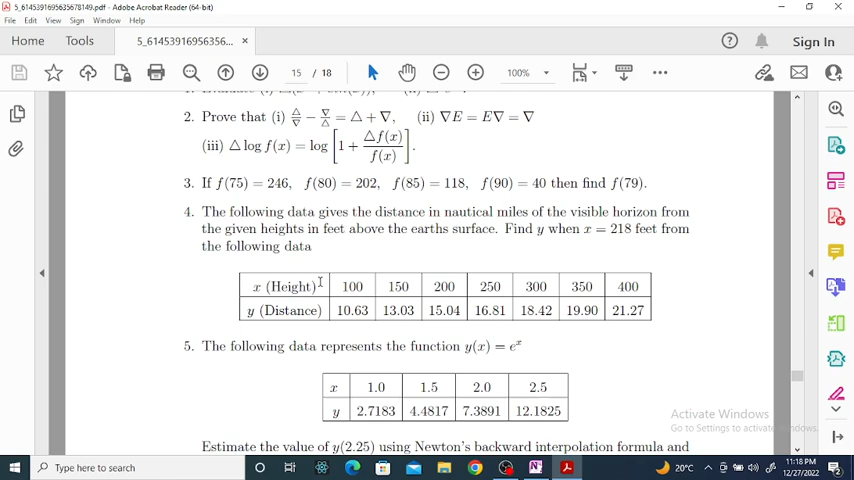 5_6145391695635678149.pdf - Adobe Acrobat Reader (64-bit)
File Edit View Sign Window Help
Home Tools 5_61453916956356... × Sign In
15 / 18 100%
2. Prove that (i) △/∇ − ∇/△ = △ + ∇, (ii) ∇E = E∇ = ∇
(iii) △ log f(x) = log [1 + △f(x)/f(x)].
3. If f(75) = 246, f(80) = 202, f(85) = 118, f(90) = 40 then find f(79).
4. The following data gives the distance in nautical miles of the visible horizon from
the given heights in feet above the earths surface. Find y when x = 218 feet from
the following data
x (Height) 100 150 200 250 300 350 400
y (Distance) 10.63 13.03 15.04 16.81 18.42 19.90 21.27
5. The following data represents the function y(x) = eˣ
x 1.0 1.5 2.0 2.5
y 2.7183 4.4817 7.3891 12.1825
Activate Windows
Go to Settings to activate Windows.
Estimate the value of y(2.25) using Newton's backward interpolation formula and
Type here to search
20°C
11:18 PM
12/27/2022